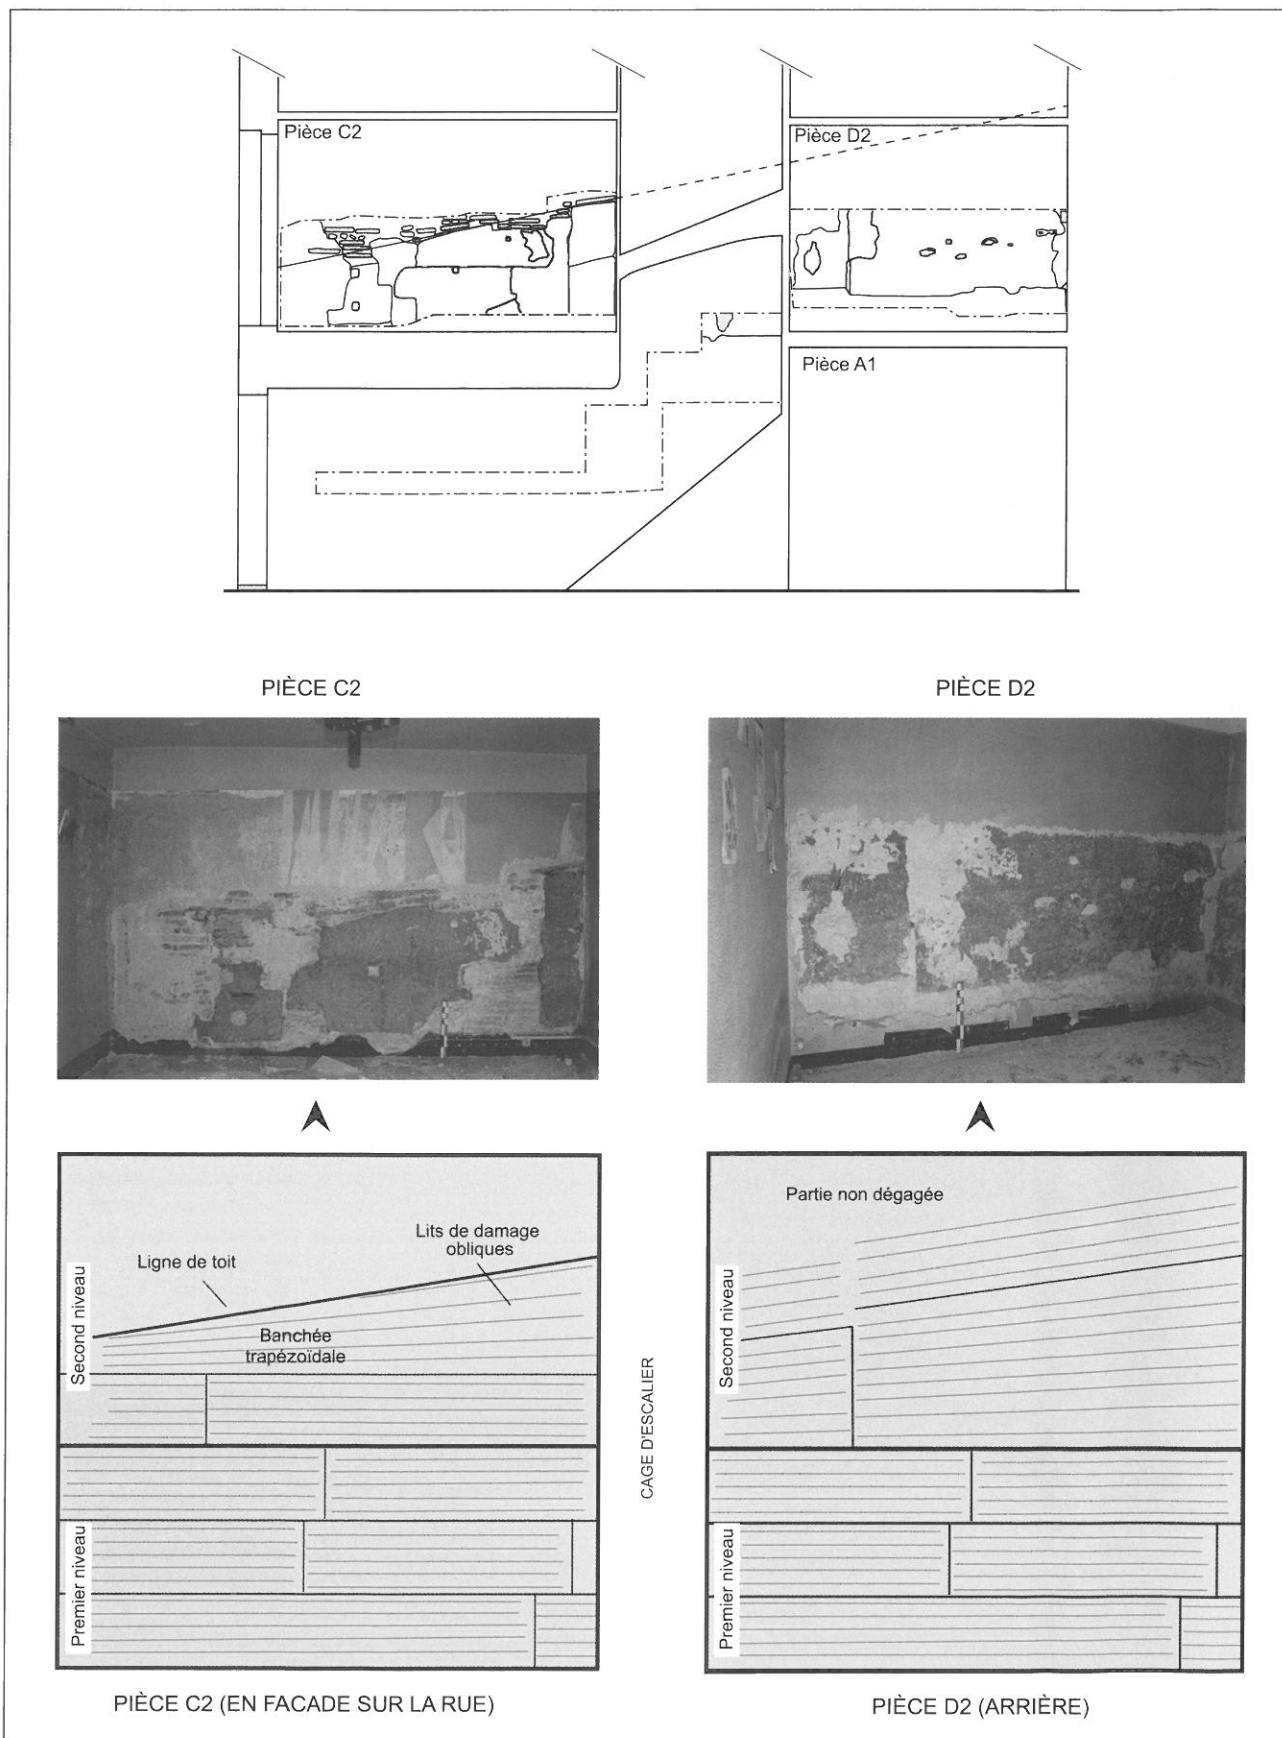 Pièce C2
Pièce D2
Pièce A1
PIÈCE C2
PIÈCE D2
Second niveau
Premier niveau
Ligne de toit
Lits de damage
obliques
Banchée
trapézoïdale
CAGE D'ESCALIER
Second niveau
Premier niveau
Partie non dégagée
PIÈCE C2 (EN FACADE SUR LA RUE)
PIÈCE D2 (ARRIÈRE)